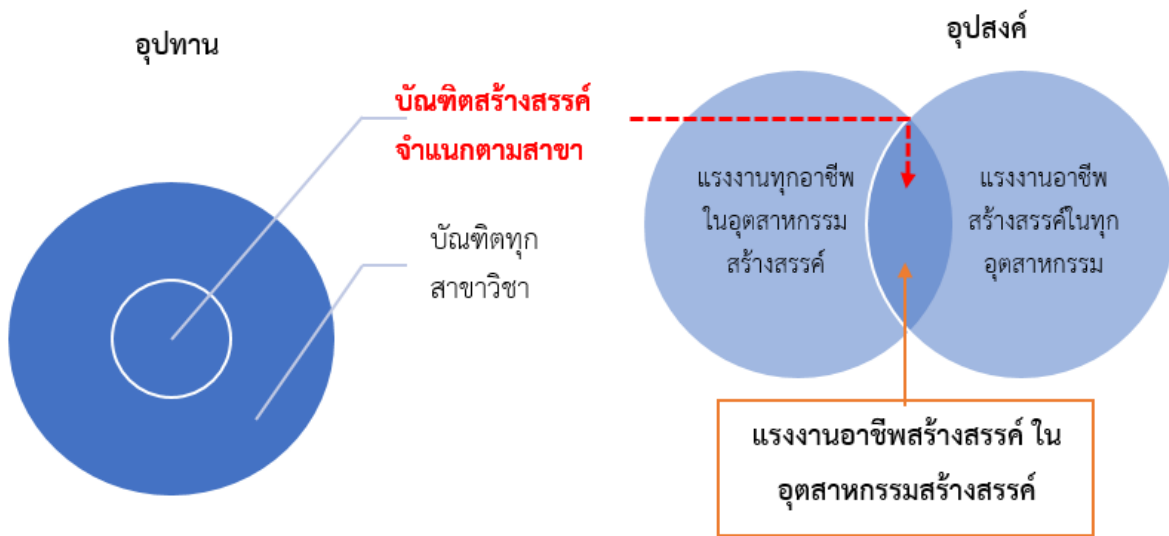 อุปทาน
บัณฑิตสร้างสรรค์
จำแนกตามสาขา
บัณฑิตทุก
สาขาวิชา
อุปสงค์
แรงงานทุกอาชีพ
ในอุตสาหกรรม
สร้างสรรค์
แรงงานอาชีพ
สร้างสรรค์ในทุก
อุตสาหกรรม
แรงงานอาชีพสร้างสรรค์ ใน
อุตสาหกรรมสร้างสรรค์